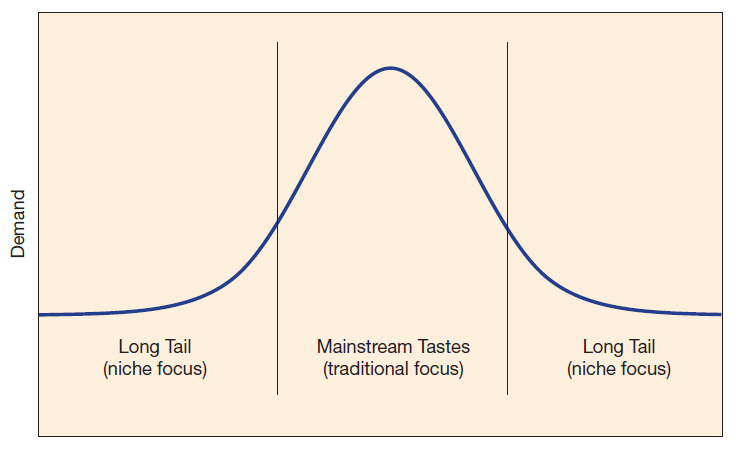 Demand
Long Tail
(niche focus)
Mainstream Tastes
(traditional focus)
Long Tail
(niche focus)